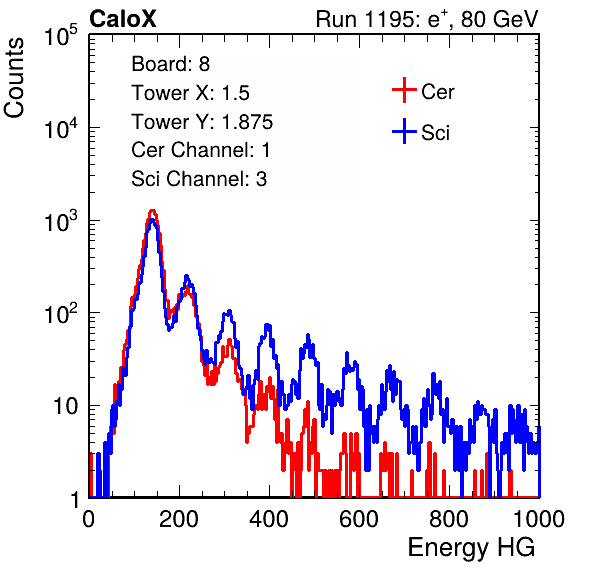 CaloX Run 1195: e⁺, 80 GeV
Board: 8
Tower X: 1.5
Tower Y: 1.875
Cer Channel: 1
Sci Channel: 3
Cer
Sci
Counts
10⁵
10⁴
10³
10²
10
1
0 200 400 600 800 1000
Energy HG